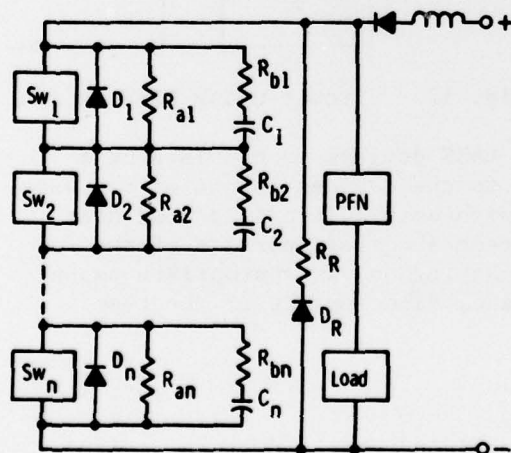 +
Sw1
D1
Ra1
Rb1
C1
Sw2
D2
Ra2
Rb2
C2
PFN
RR
DR
Swn
Dn
Ran
Rbn
Cn
Load
-